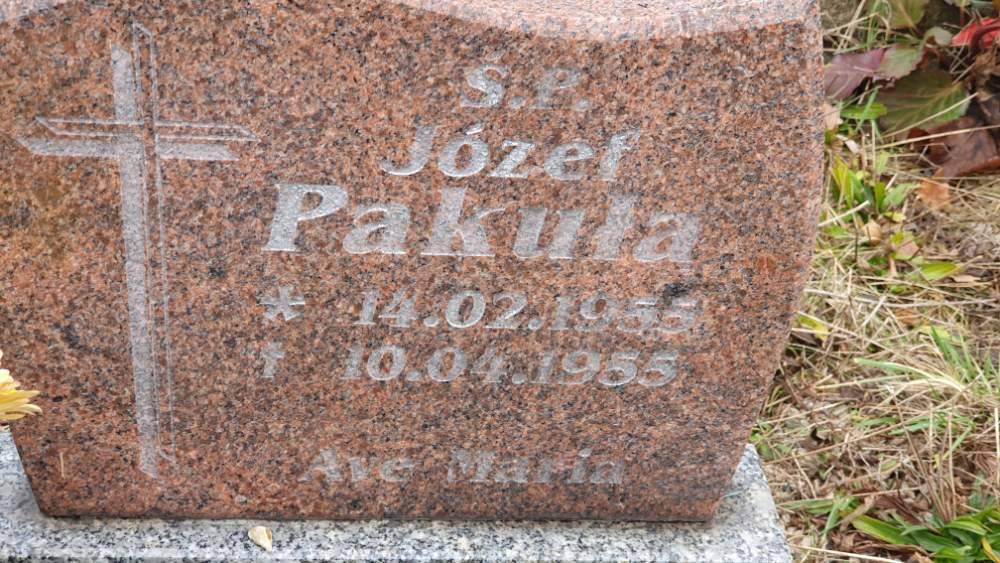 Ś.P.
Józef
Pakuła
* 14.02.1955
† 10.04.1955
Ave Maria